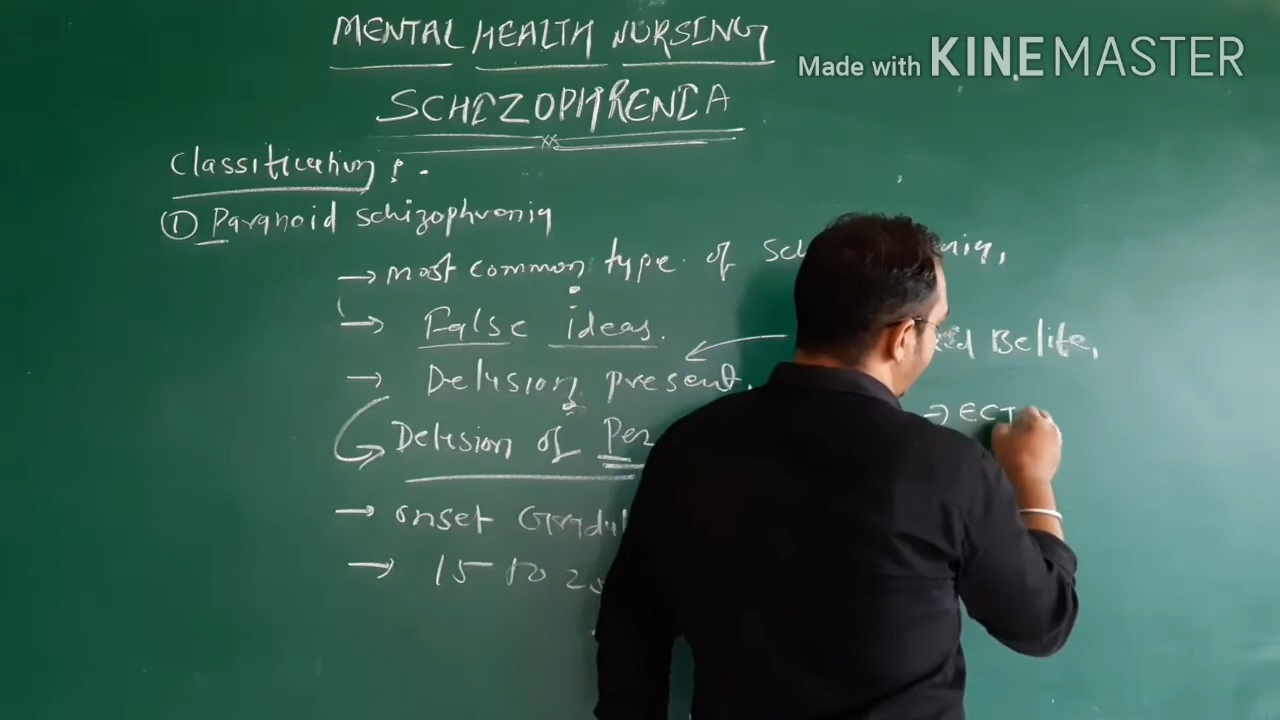 MENTAL HEALTH NURSING
Made with KINEMASTER
SCHIZOPHRENIA
Classification :-
① Paranoid Schizophrenia
→ most common type of
→ False ideas.
Belife,
→ Delusion present.
→ ECT
Delusion of
→ onset
→ 15 to